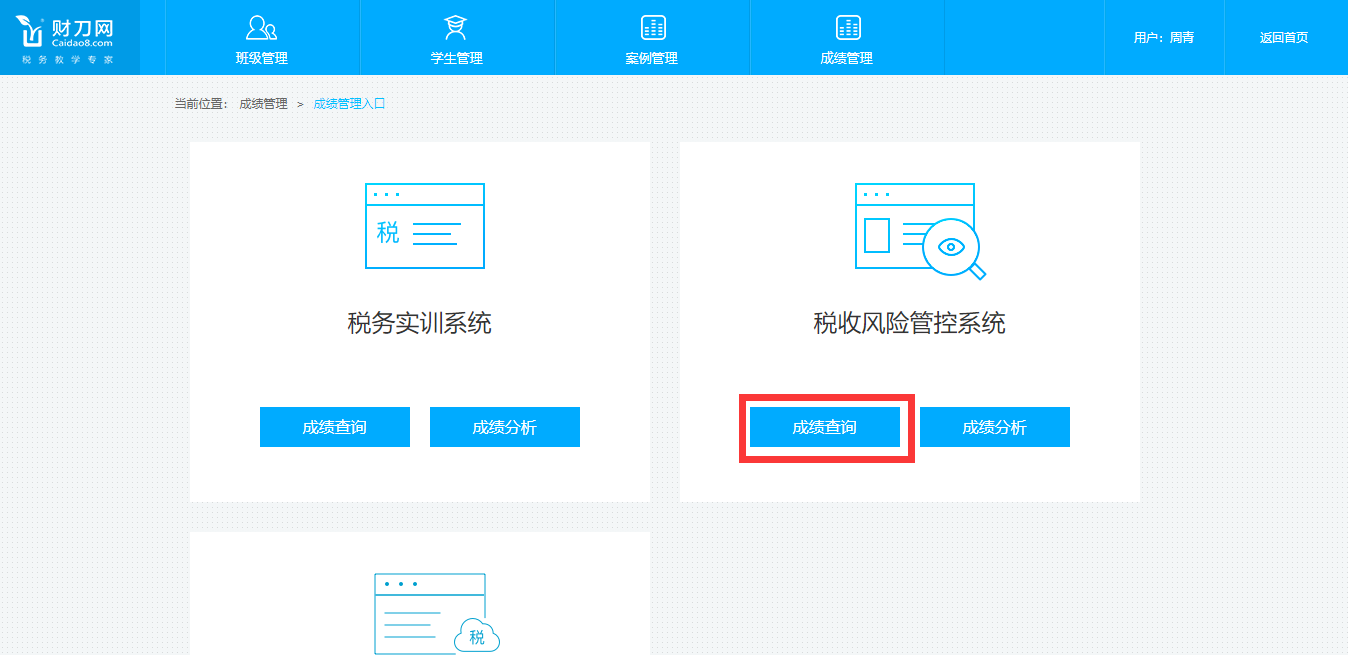 财刀网
Caidao8.com
税务教学专家
班级管理
学生管理
案例管理
成绩管理
用户：周青
返回首页
当前位置： 成绩管理 > 成绩管理入口
税
税务实训系统
税收风险管控系统
成绩查询
成绩分析
成绩查询
成绩分析
税